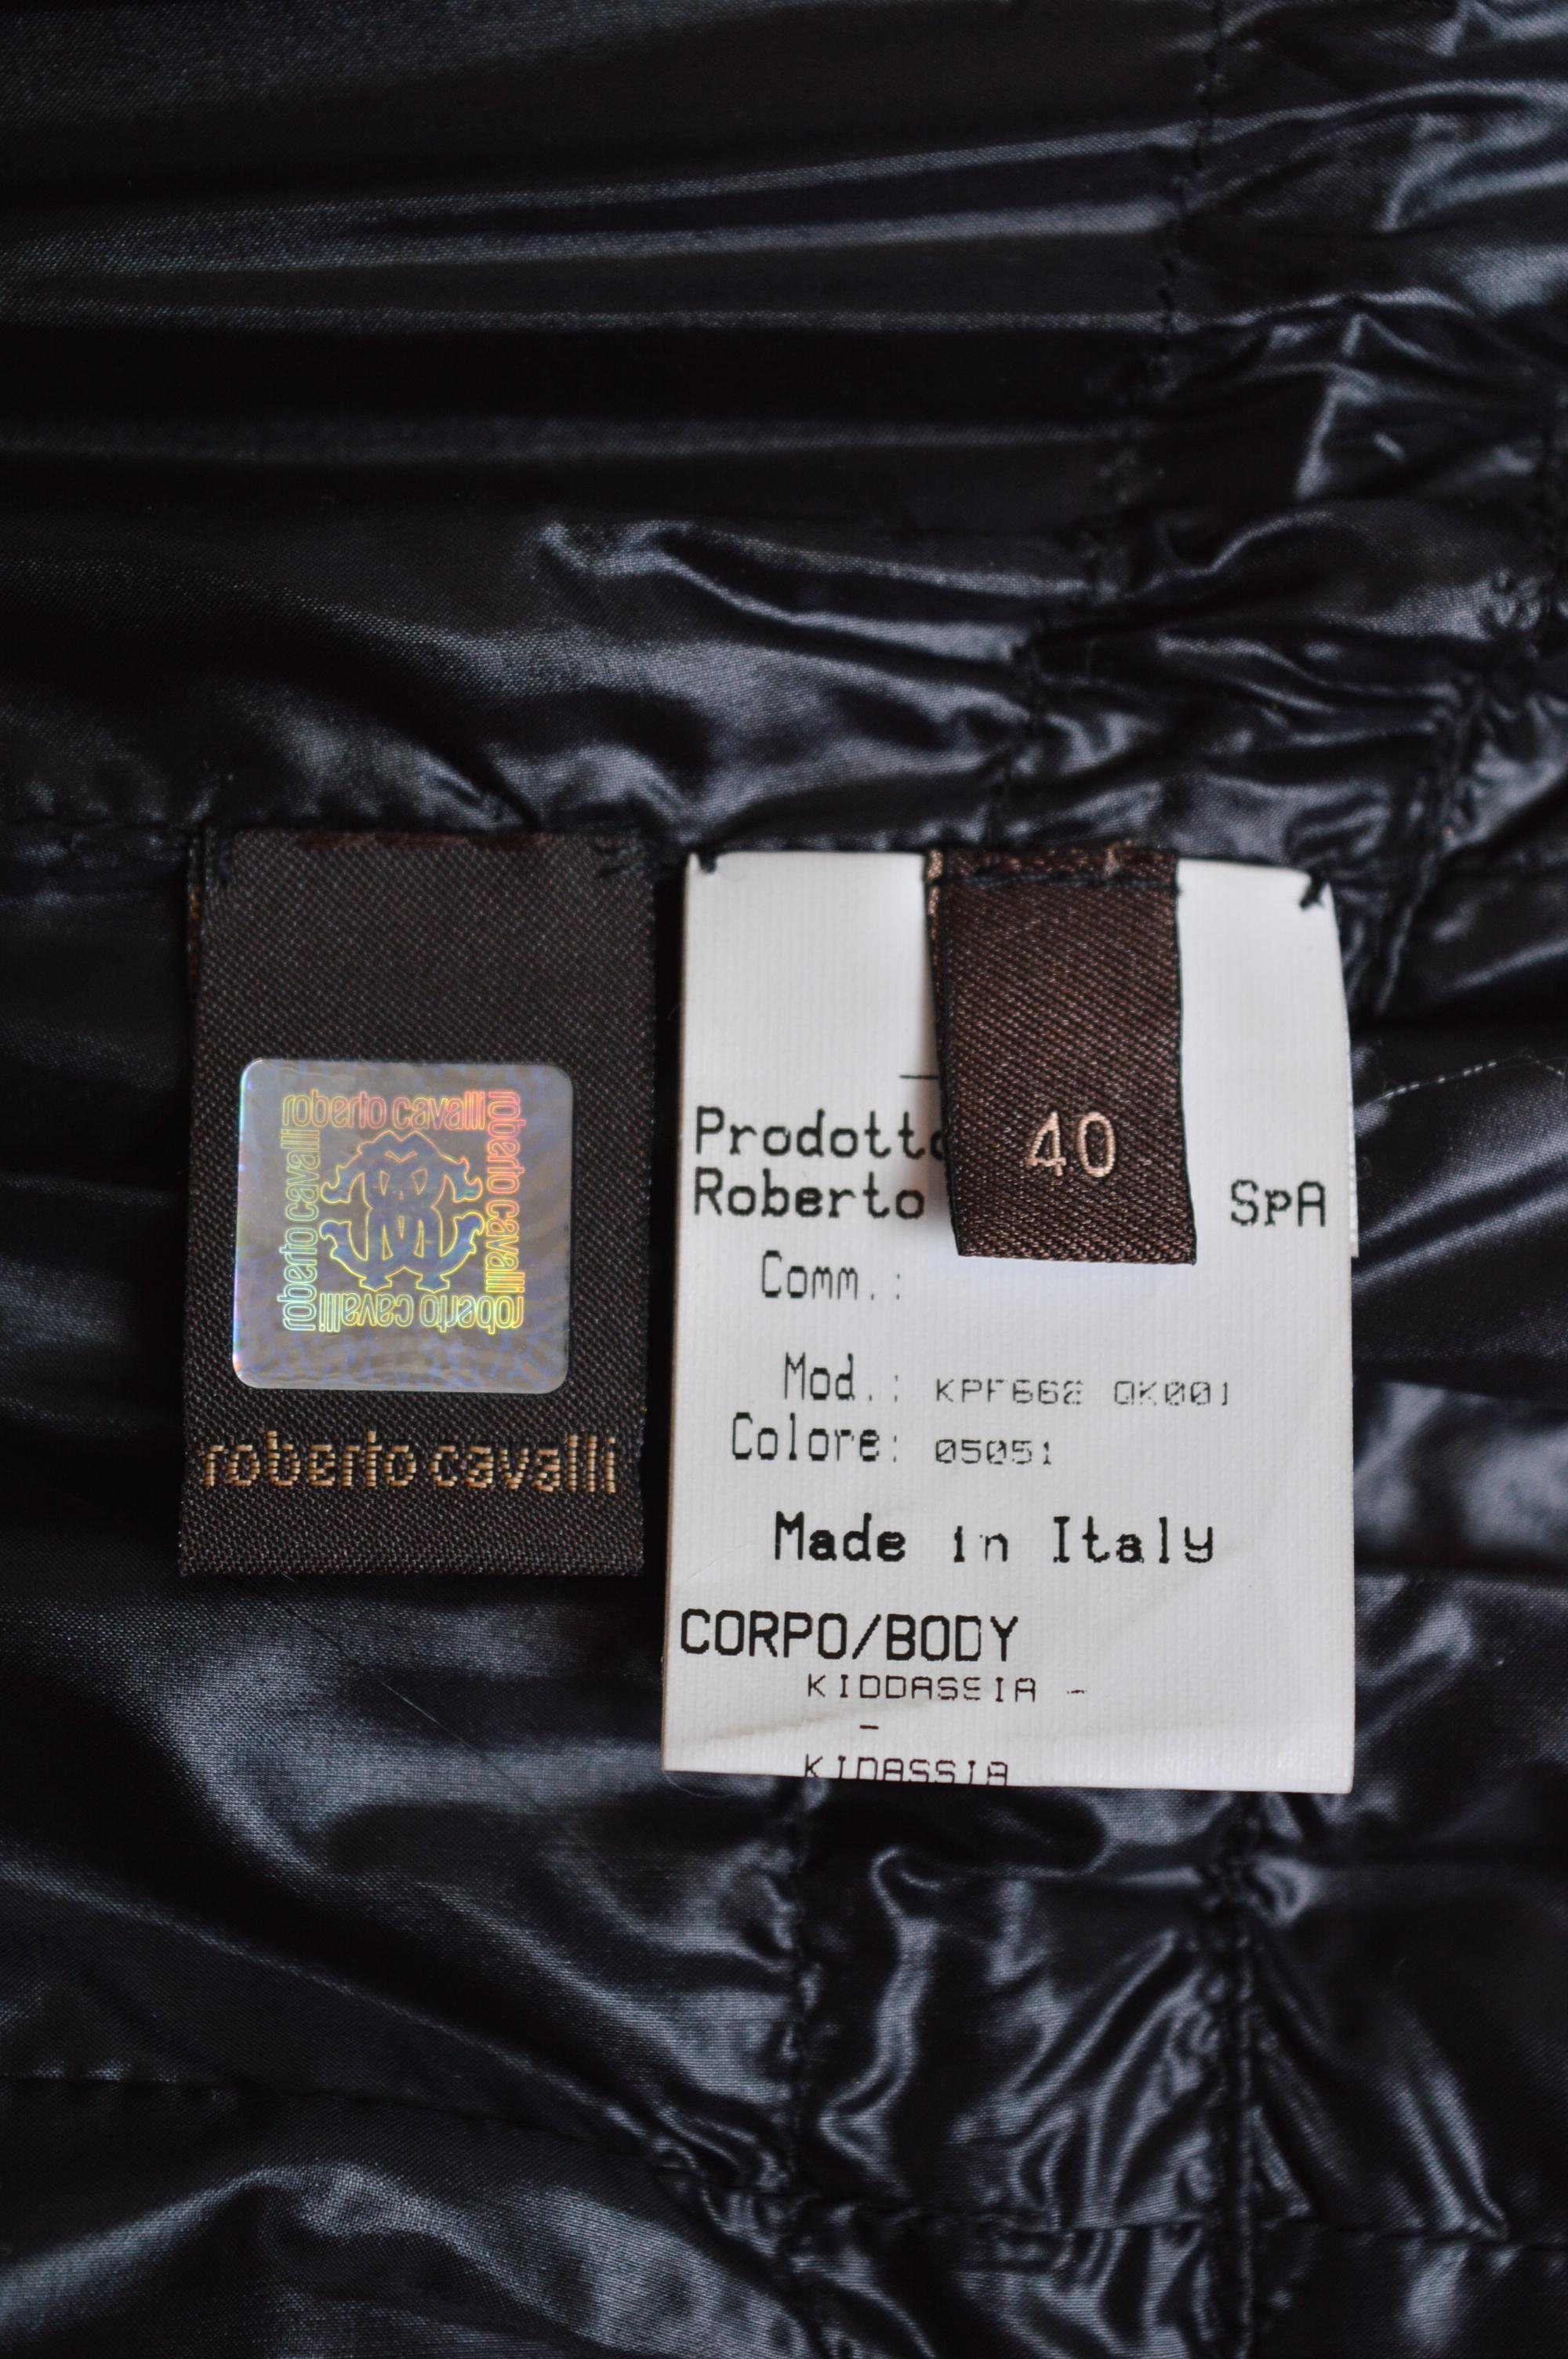 roberto cavalli
roberto cavalli
roberto cavalli
roberto cavalli
roberto cavalli
40
Prodotto
Roberto SpA
Comm.:
Mod.: KPF662 QK001
Colore: 05051
Made in Italy
CORPO/BODY
KIDDASSIA -
-
KIDASSIA